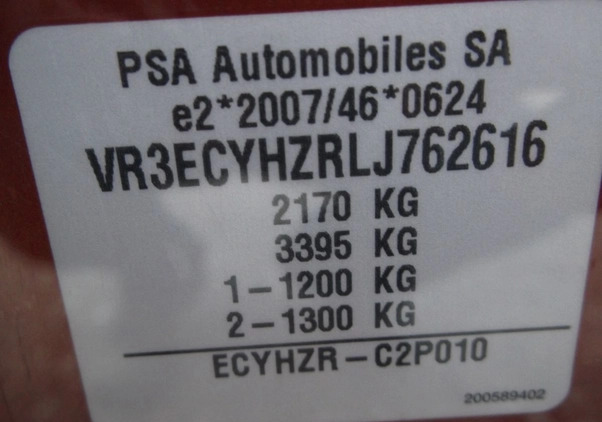 PSA Automobiles SA
e2*2007/46*0624
VR3ECYHZRLJ762616
2170 KG
3395 KG
1-1200 KG
2-1300 KG
ECYHZR-C2P010
200589402